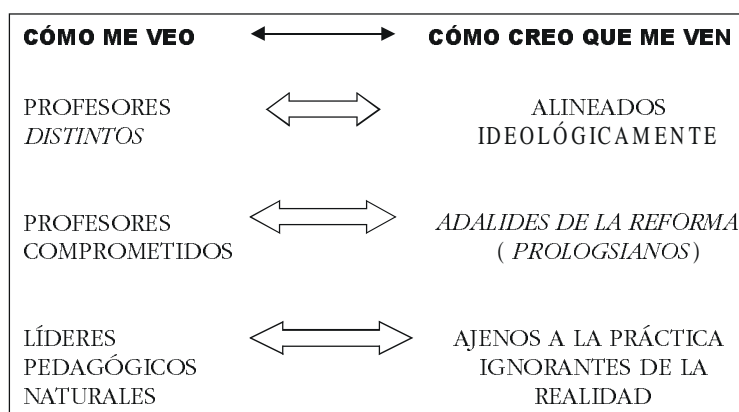 CÓMO ME VEO CÓMO CREO QUE ME VEN
PROFESORES
DISTINTOS
ALINEADOS
IDEOLÓGICAMENTE
PROFESORES
COMPROMETIDOS
ADALIDES DE LA REFORMA
( PROLOGSIANOS)
LÍDERES
PEDAGÓGICOS
NATURALES
AJENOS A LA PRÁCTICA
IGNORANTES DE LA
REALIDAD